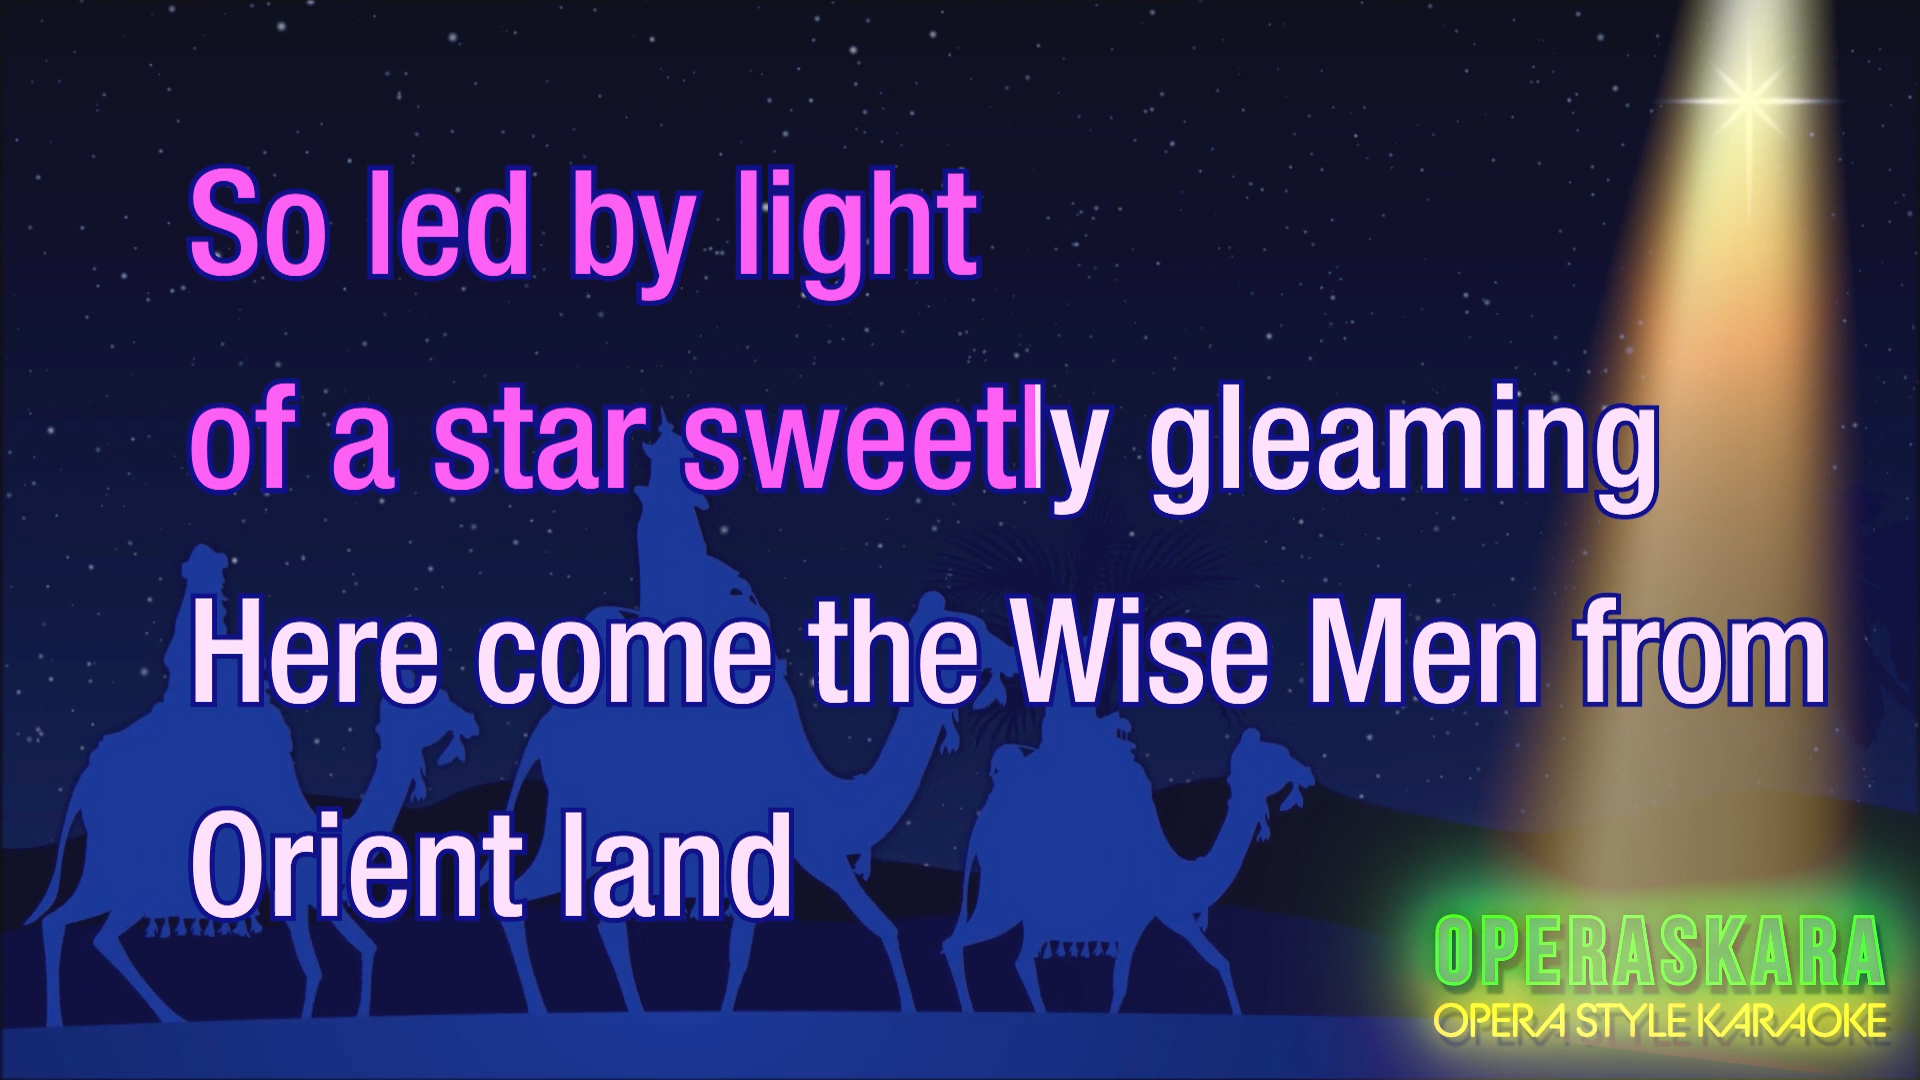 So led by light
of a star sweetly gleaming
Here come the Wise Men from
Orient land
OPERASKARA
OPERA STYLE KARAOKE